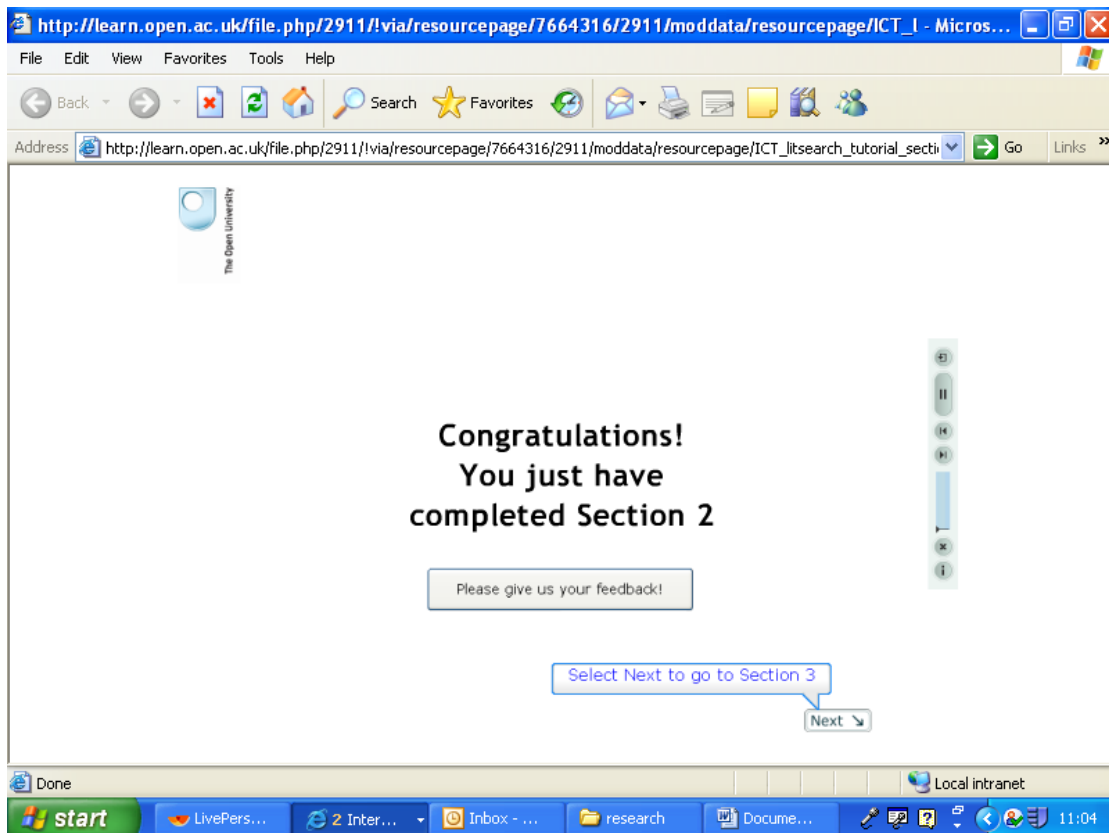 http://learn.open.ac.uk/file.php/2911/!via/resourcepage/7664316/2911/moddata/resourcepage/ICT_l - Micros...
File Edit View Favorites Tools Help
Back Search Favorites
Address http://learn.open.ac.uk/file.php/2911/!via/resourcepage/7664316/2911/moddata/resourcepage/ICT_litsearch_tutorial_secti Go Links »
The Open University
Congratulations!
You just have
completed Section 2
Please give us your feedback!
Select Next to go to Section 3
Next
Done Local intranet
start LivePers... 2 Inter... Inbox - ... research Docume... 11:04